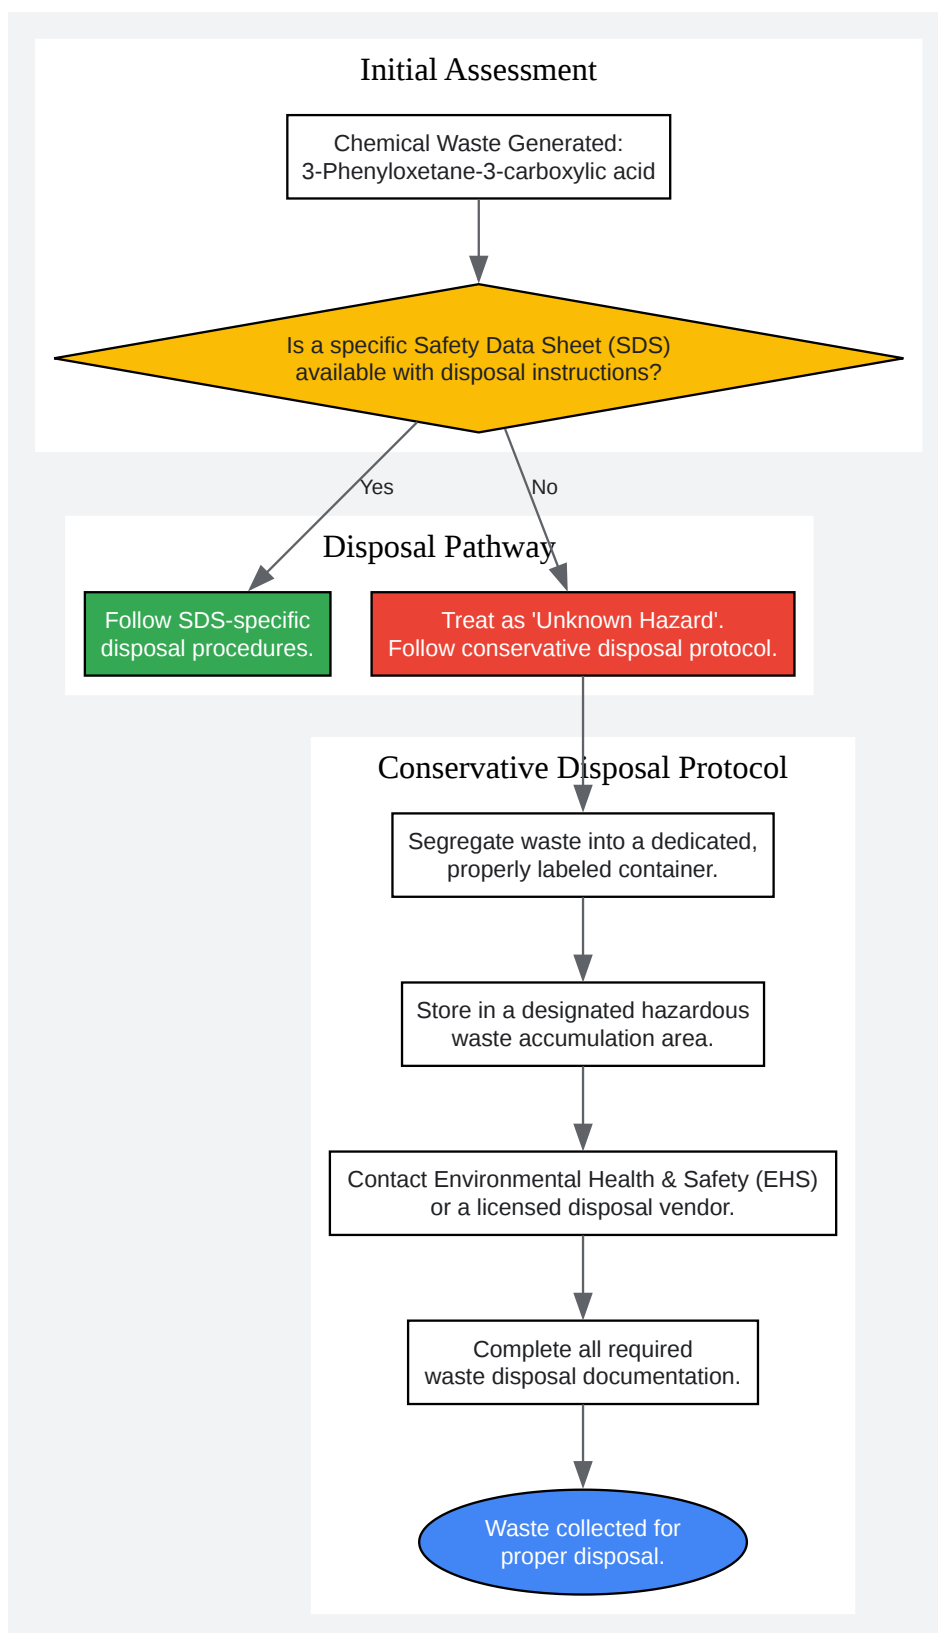 Initial Assessment
Chemical Waste Generated:
3-Phenyloxetane-3-carboxylic acid
Is a specific Safety Data Sheet (SDS)
available with disposal instructions?
Yes
No
Disposal Pathway
Follow SDS-specific
disposal procedures.
Treat as 'Unknown Hazard'.
Follow conservative disposal protocol.
Conservative Disposal Protocol
Segregate waste into a dedicated,
properly labeled container.
Store in a designated hazardous
waste accumulation area.
Contact Environmental Health & Safety (EHS)
or a licensed disposal vendor.
Complete all required
waste disposal documentation.
Waste collected for
proper disposal.